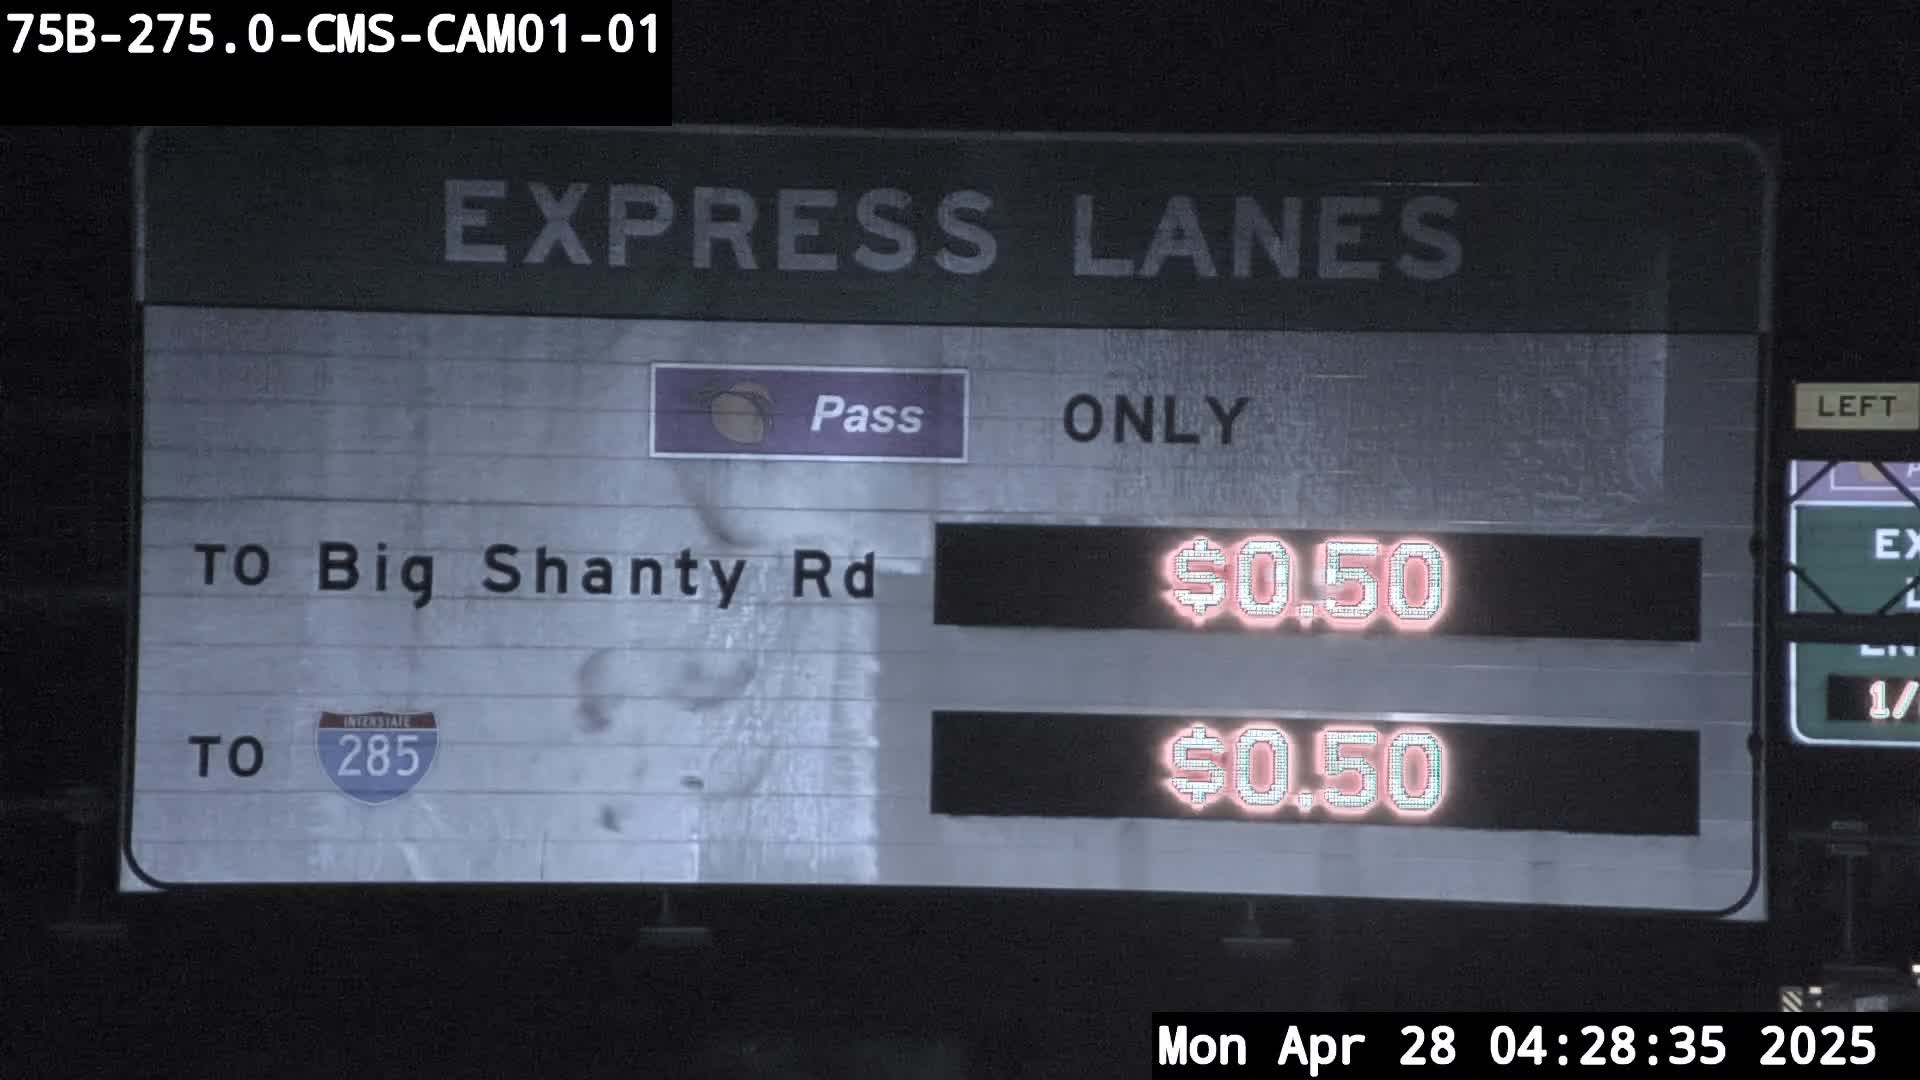 75B-275.0-CMS-CAM01-01
EXPRESS LANES
Pass ONLY
TO Big Shanty Rd $0.50
TO INTERSTATE 285 $0.50
LEFT
Mon Apr 28 04:28:35 2025